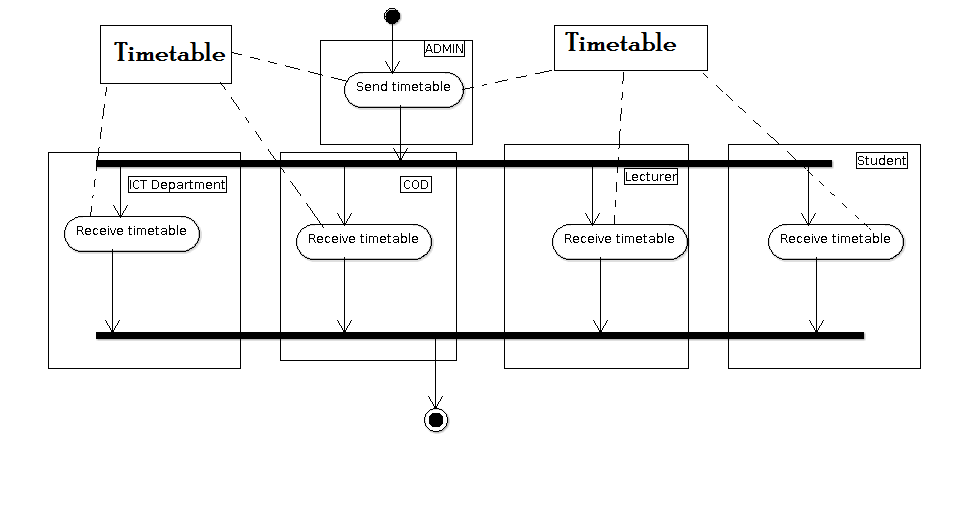 Timetable
Timetable
ADMIN
Send timetable
ICT Department
COD
Lecturer
Student
Receive timetable
Receive timetable
Receive timetable
Receive timetable